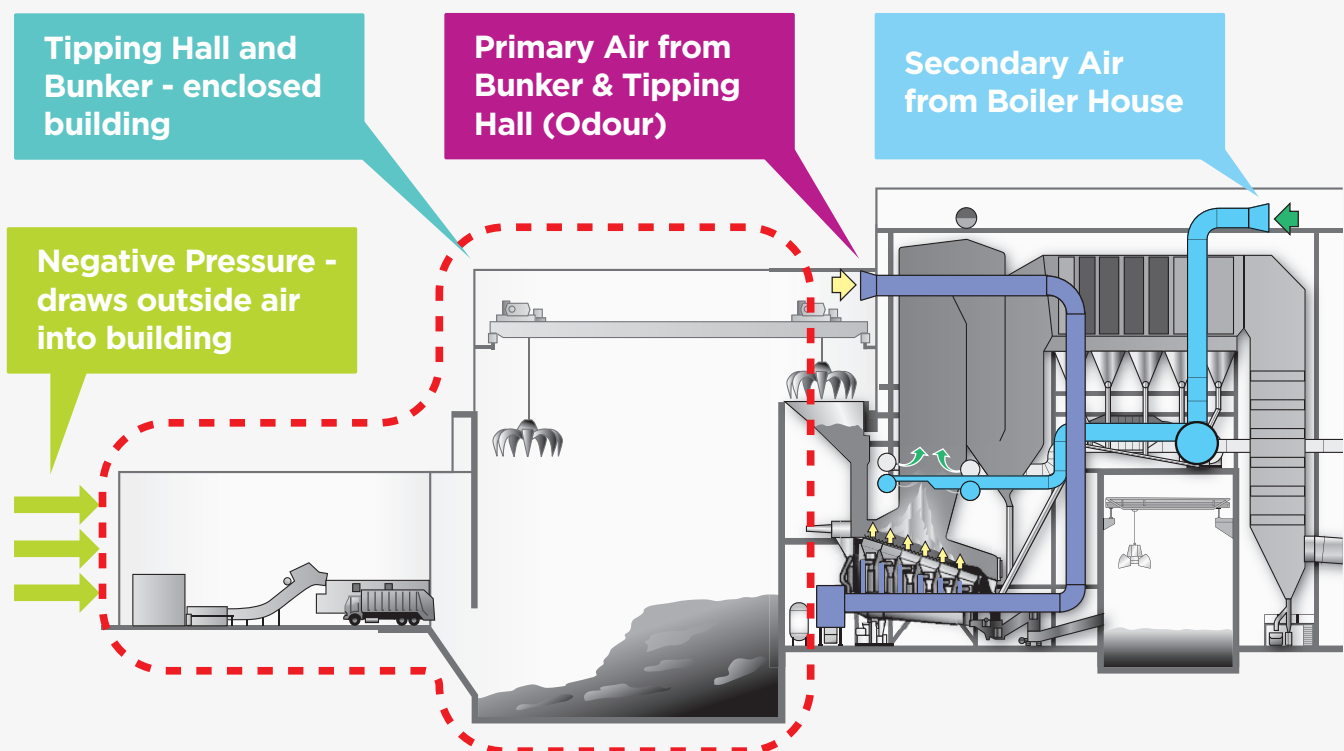 Tipping Hall and
Bunker - enclosed
building
Primary Air from
Bunker & Tipping
Hall (Odour)
Secondary Air
from Boiler House
Negative Pressure -
draws outside air
into building